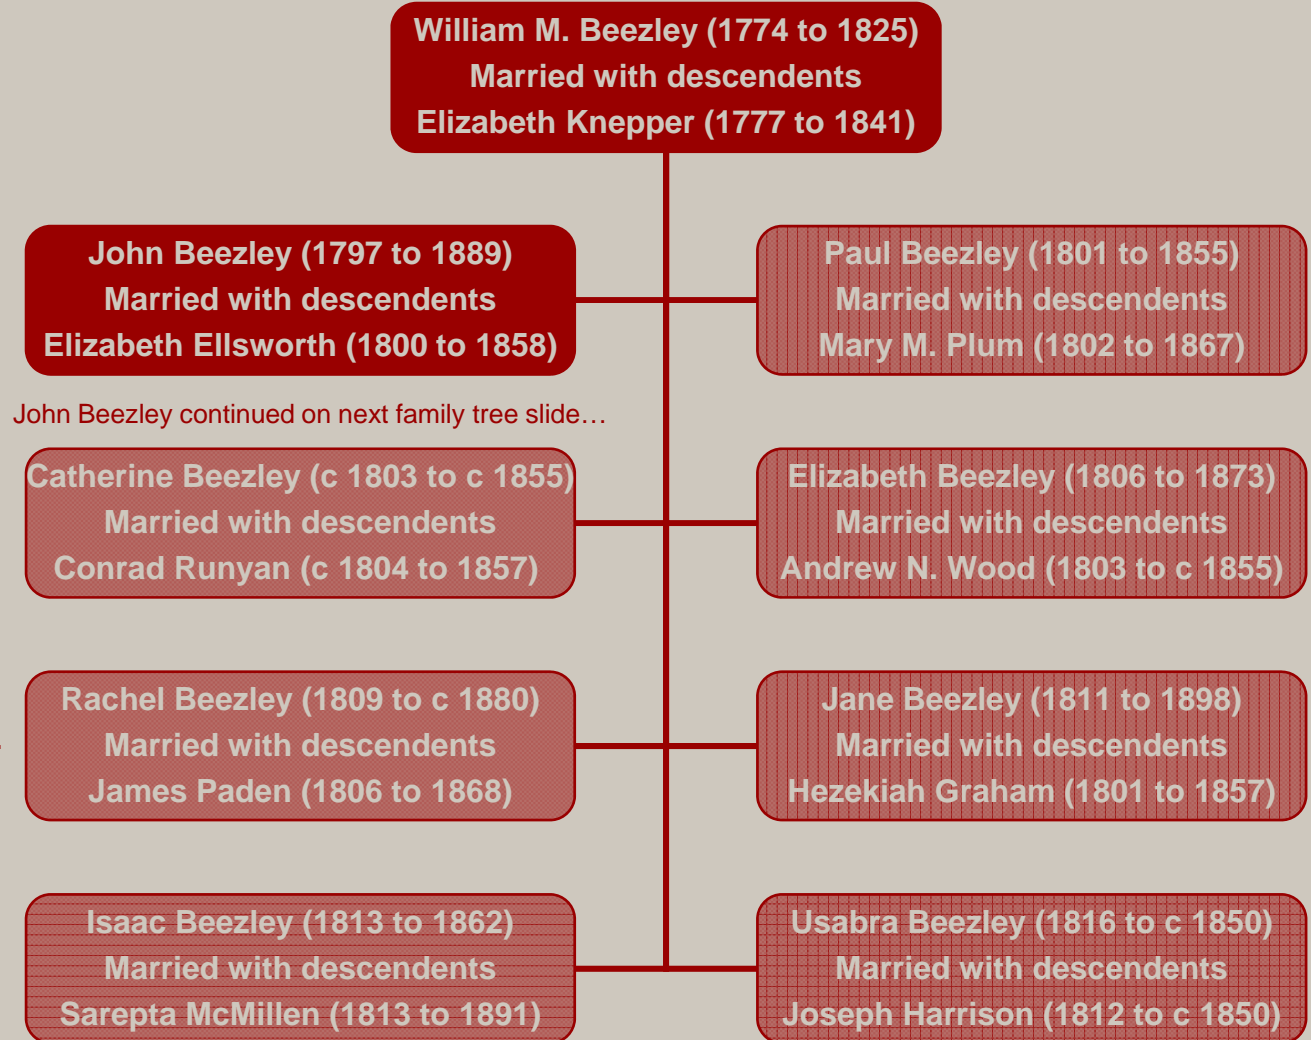 William M. Beezley (1774 to 1825)
Married with descendents
Elizabeth Knepper (1777 to 1841)
John Beezley (1797 to 1889)
Married with descendents
Elizabeth Ellsworth (1800 to 1858)
Paul Beezley (1801 to 1855)
Married with descendents
Mary M. Plum (1802 to 1867)
John Beezley continued on next family tree slide…
Catherine Beezley (c 1803 to c 1855)
Married with descendents
Conrad Runyan (c 1804 to 1857)
Elizabeth Beezley (1806 to 1873)
Married with descendents
Andrew N. Wood (1803 to c 1855)
Rachel Beezley (1809 to c 1880)
Married with descendents
James Paden (1806 to 1868)
Jane Beezley (1811 to 1898)
Married with descendents
Hezekiah Graham (1801 to 1857)
Isaac Beezley (1813 to 1862)
Married with descendents
Sarepta McMillen (1813 to 1891)
Usabra Beezley (1816 to c 1850)
Married with descendents
Joseph Harrison (1812 to c 1850)